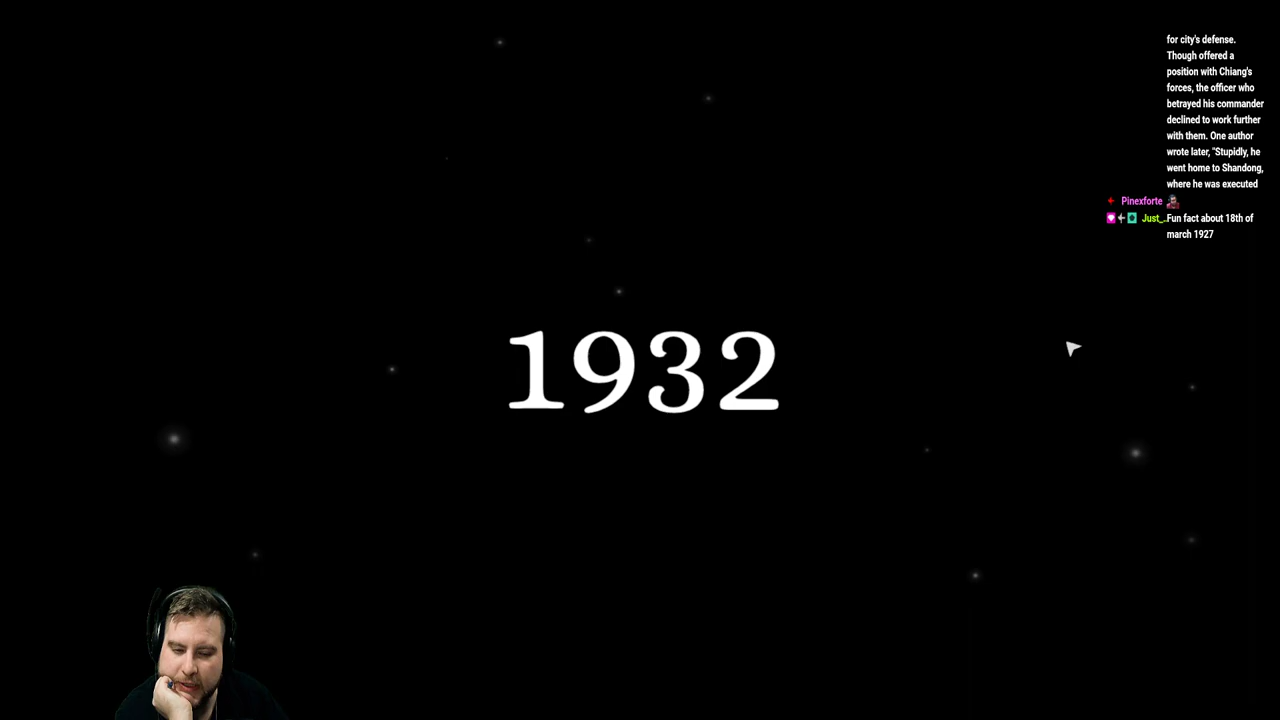 for city's defense.
Though offered a
position with Chiang's
forces, the officer who
betrayed his commander
declined to work further
with them. One author
wrote later, "Stupidly, he
went home to Shandong,
where he was executed
Pinexforte
Just_... Fun fact about 18th of
march 1927
1932